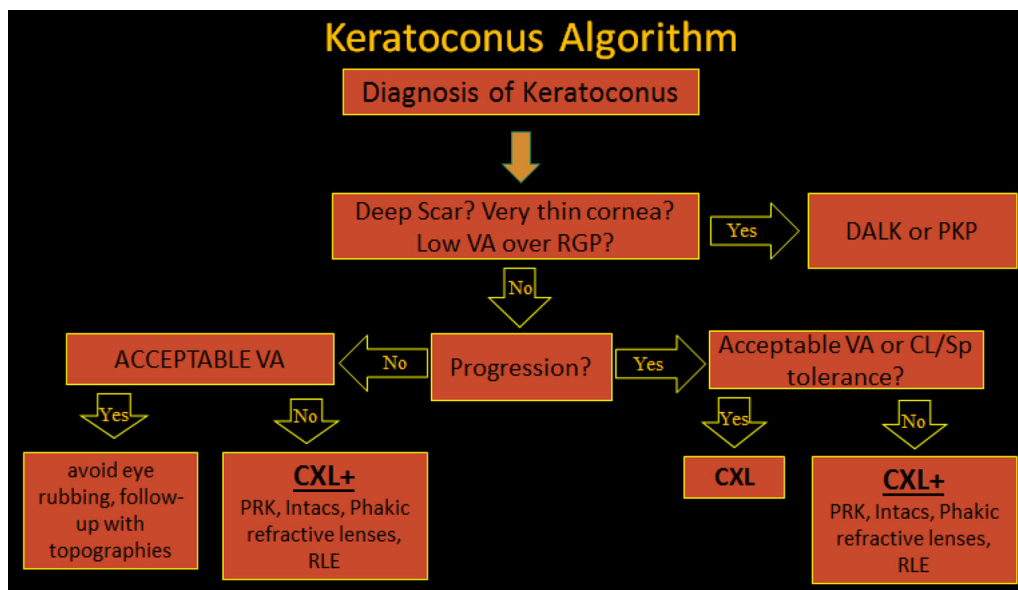 Keratoconus Algorithm
Diagnosis of Keratoconus
Deep Scar? Very thin cornea?
Low VA over RGP?
Yes
DALK or PKP
No
ACCEPTABLE VA
No
Progression?
Yes
Acceptable VA or CL/Sp
tolerance?
Yes
No
Yes
No
avoid eye
rubbing, follow-
up with
topographies
CXL+
PRK, Intacs, Phakic
refractive lenses,
RLE
CXL
CXL+
PRK, Intacs, Phakic
refractive lenses,
RLE